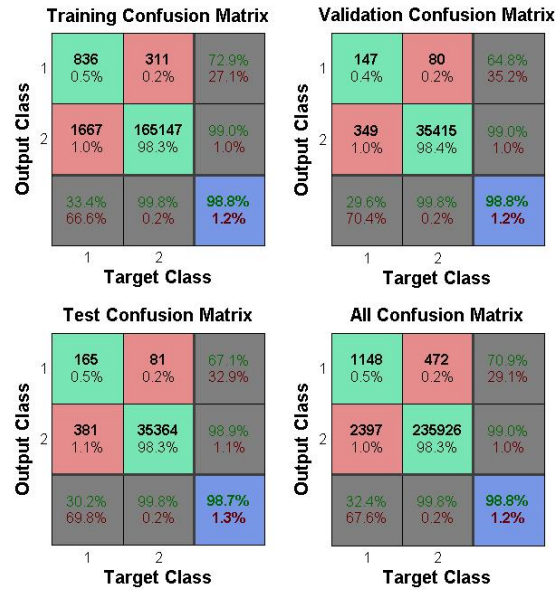 Training Confusion Matrix
1 836 311 72.9%
0.5% 0.2% 27.1%
2 1667 165147 99.0%
1.0% 98.3% 1.0%
33.4% 99.8% 98.8%
66.6% 0.2% 1.2%
1 2
Target Class
Output Class
Validation Confusion Matrix
1 147 80 64.8%
0.4% 0.2% 35.2%
2 349 35415 99.0%
1.0% 98.4% 1.0%
29.6% 99.8% 98.8%
70.4% 0.2% 1.2%
1 2
Target Class
Output Class
Test Confusion Matrix
1 165 81 67.1%
0.5% 0.2% 32.9%
2 381 35364 98.9%
1.1% 98.3% 1.1%
30.2% 99.8% 98.7%
69.8% 0.2% 1.3%
1 2
Target Class
Output Class
All Confusion Matrix
1 1148 472 70.9%
0.5% 0.2% 29.1%
2 2397 235926 99.0%
1.0% 98.3% 1.0%
32.4% 99.8% 98.8%
67.6% 0.2% 1.2%
1 2
Target Class
Output Class